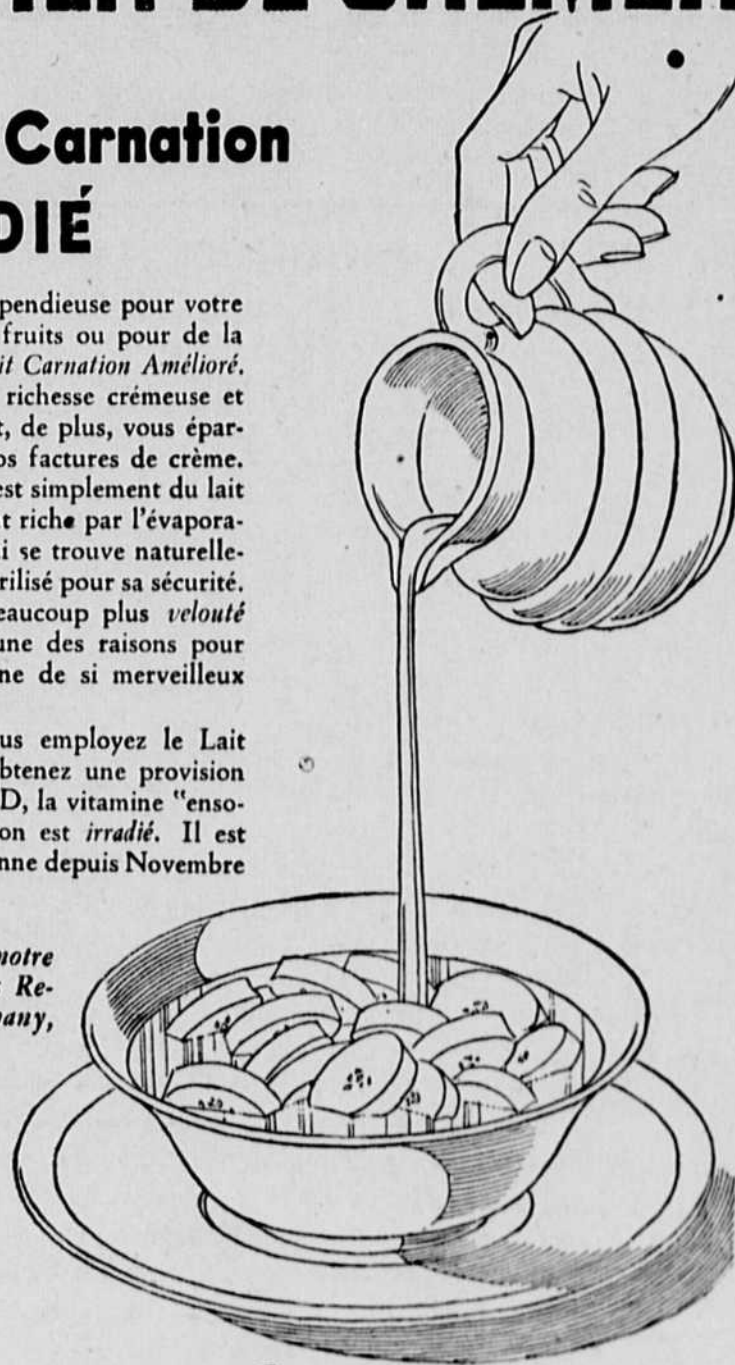 Carnation
DIÉ
pendieuse pour votre
fruits ou pour de la
it Carnation Amélioré.
richesse crémeuse et
t, de plus, vous épar-
os factures de crème.
est simplement du lait
t riche par l'évapora-
i se trouve naturelle-
rilisé pour sa sécurité.
eaucoup plus velouté
une des raisons pour
ne de si merveilleux
us employez le Lait
btenez une provision
D, la vitamine "enso-
on est irradié. Il est
nne depuis Novembre
notre
Re-
pany,